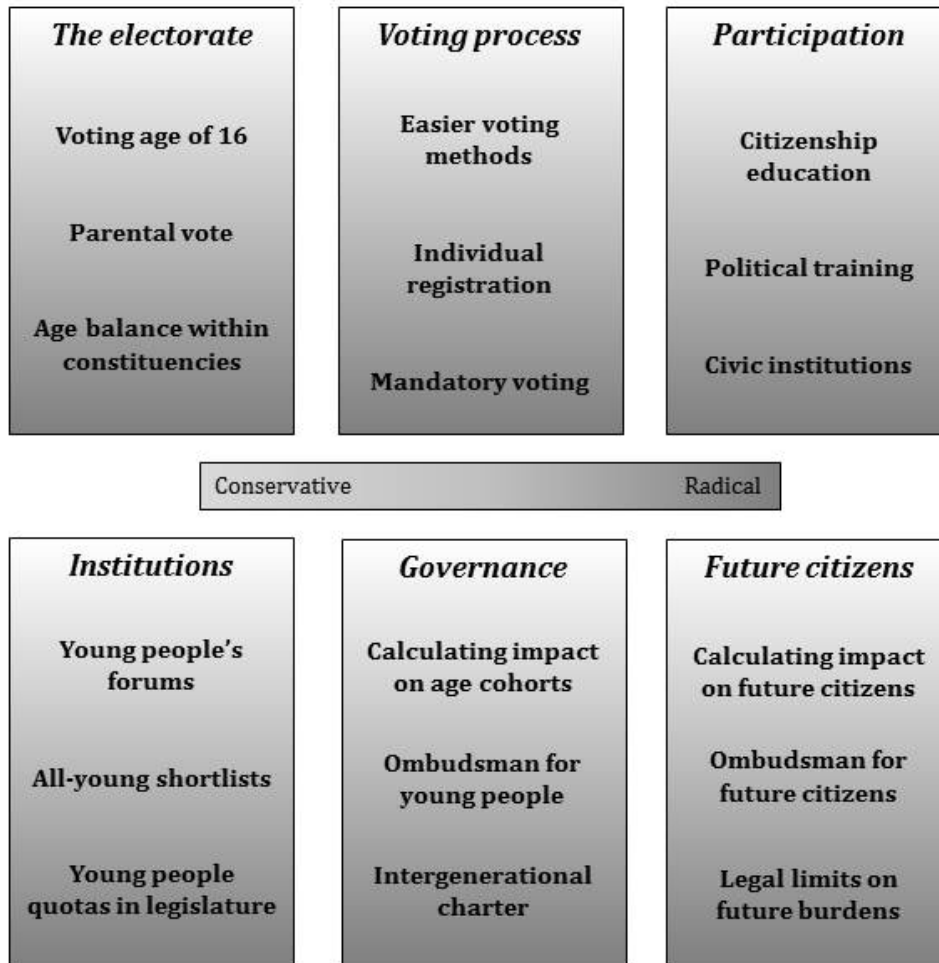 The electorate
Voting age of 16
Parental vote
Age balance within
constituencies
Voting process
Easier voting
methods
Individual
registration
Mandatory voting
Participation
Citizenship
education
Political training
Civic institutions
Conservative
Radical
Institutions
Young people’s
forums
All-young shortlists
Young people
quotas in legislature
Governance
Calculating impact
on age cohorts
Ombudsman for
young people
Intergenerational
charter
Future citizens
Calculating impact
on future citizens
Ombudsman for
future citizens
Legal limits on
future burdens